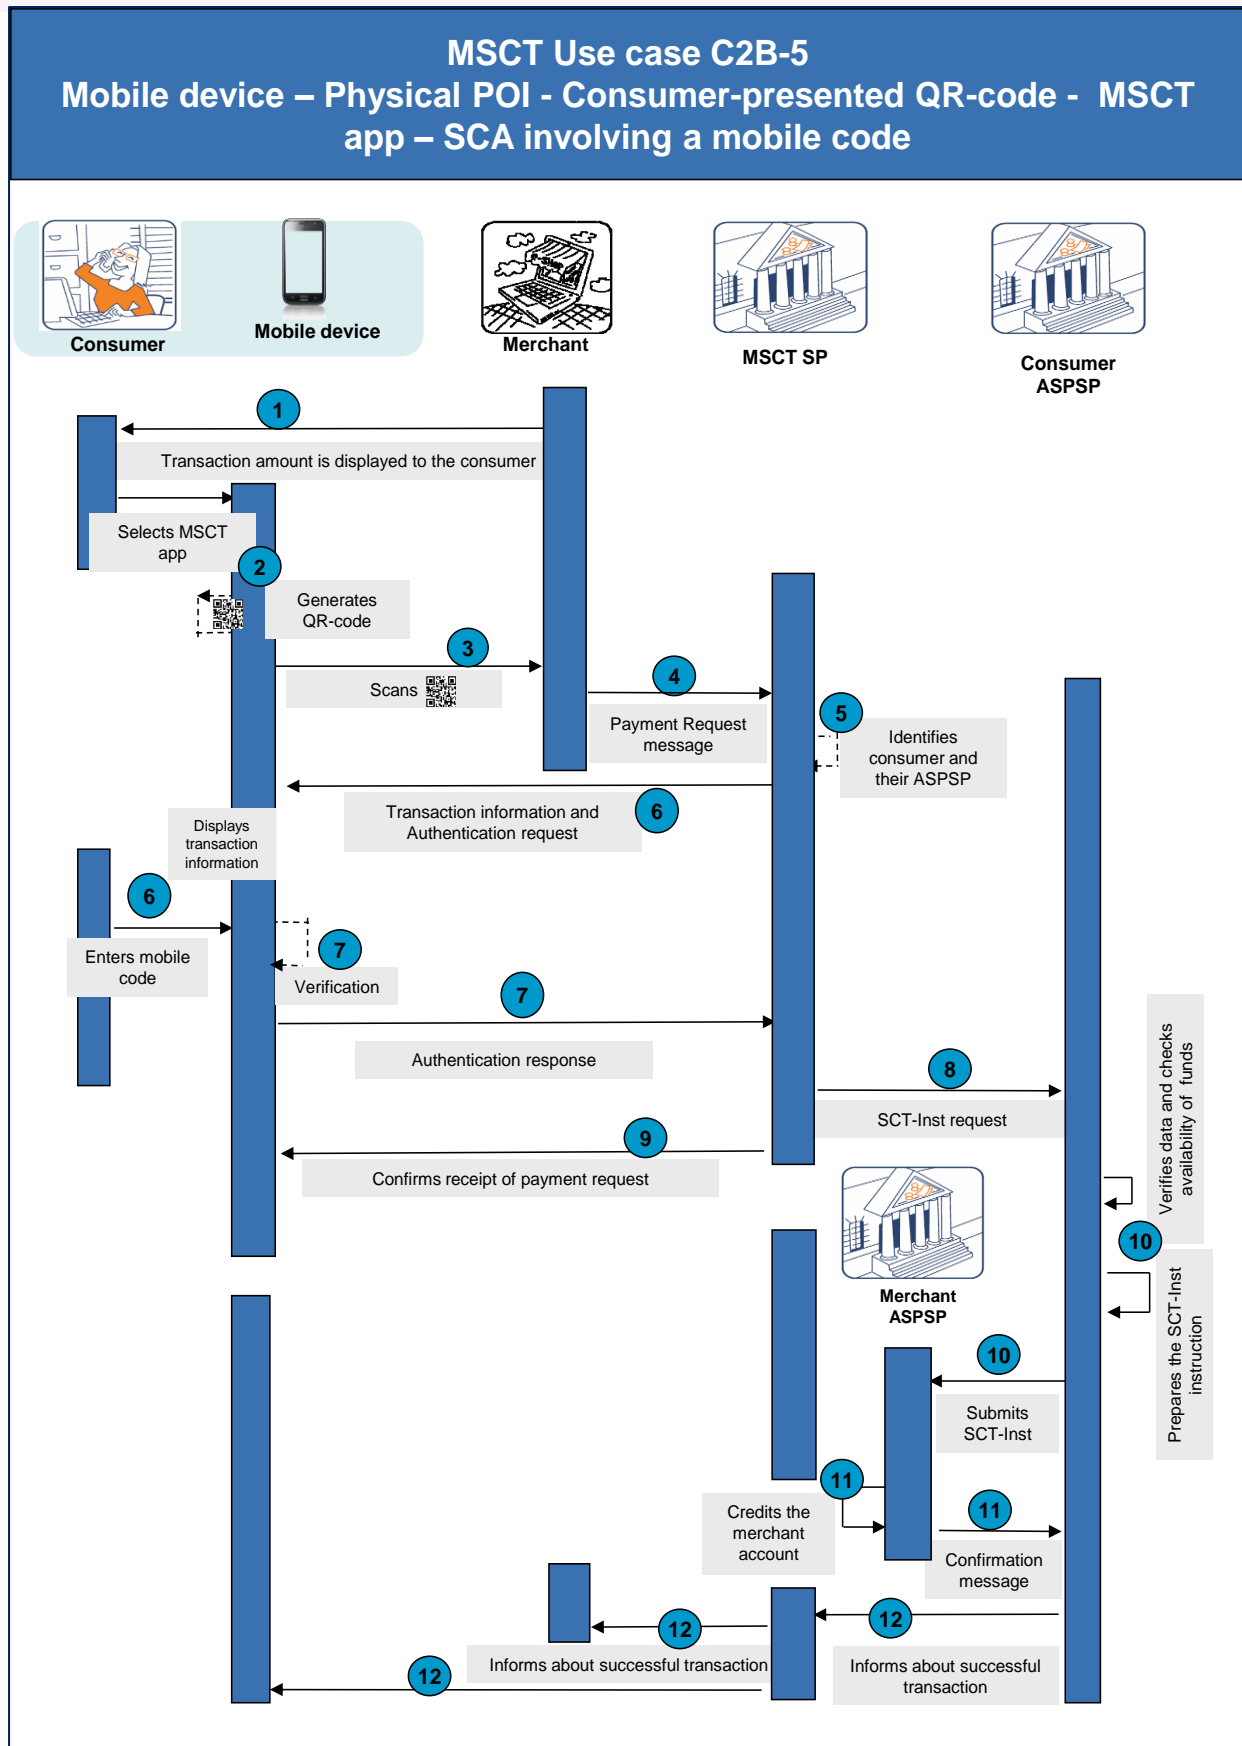 MSCT Use case C2B-5
Mobile device – Physical POI - Consumer-presented QR-code - MSCT
app – SCA involving a mobile code
Consumer
Mobile device
Merchant
MSCT SP
Consumer
ASPSP
1
Transaction amount is displayed to the consumer
Selects MSCT
app
2
Generates
QR-code
3
Scans
4
Payment Request
message
5
Identifies
consumer and
their ASPSP
6
Transaction information and
Authentication request
Displays
transaction
information
6
Enters mobile
code
7
Verification
7
Authentication response
8
SCT-Inst request
9
Confirms receipt of payment request
Verifies data and checks
availability of funds
10
Prepares the SCT-Inst
instruction
Merchant
ASPSP
10
Submits
SCT-Inst
11
Credits the
merchant
account
11
Confirmation
message
12
Informs about successful
transaction
12
Informs about successful transaction
12